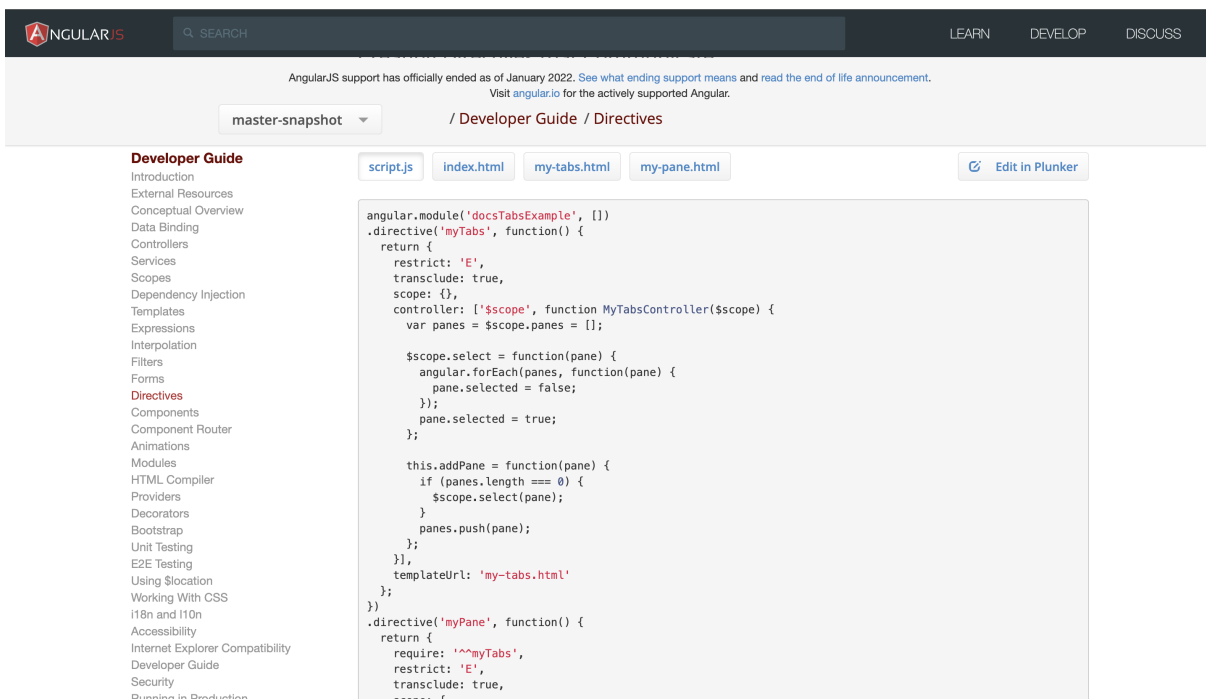 ANGULARJS
SEARCH
LEARN DEVELOP DISCUSS
AngularJS support has officially ended as of January 2022. See what ending support means and read the end of life announcement.
Visit angular.io for the actively supported Angular.
master-snapshot
/ Developer Guide / Directives
Developer Guide
Introduction
External Resources
Conceptual Overview
Data Binding
Controllers
Services
Scopes
Dependency Injection
Templates
Expressions
Interpolation
Filters
Forms
Directives
Components
Component Router
Animations
Modules
HTML Compiler
Providers
Decorators
Bootstrap
Unit Testing
E2E Testing
Using $location
Working With CSS
i18n and l10n
Accessibility
Internet Explorer Compatibility
Developer Guide
Security
Running in Production
script.js index.html my-tabs.html my-pane.html Edit in Plunker
angular.module('docsTabsExample', [])
.directive('myTabs', function() {
  return {
    restrict: 'E',
    transclude: true,
    scope: {},
    controller: ['$scope', function MyTabsController($scope) {
      var panes = $scope.panes = [];
      $scope.select = function(pane) {
        angular.forEach(panes, function(pane) {
          pane.selected = false;
        });
        pane.selected = true;
      };
      this.addPane = function(pane) {
        if (panes.length === 0) {
          $scope.select(pane);
        }
        panes.push(pane);
      };
    }],
    templateUrl: 'my-tabs.html'
  };
})
.directive('myPane', function() {
  return {
    require: '^^myTabs',
    restrict: 'E',
    transclude: true,